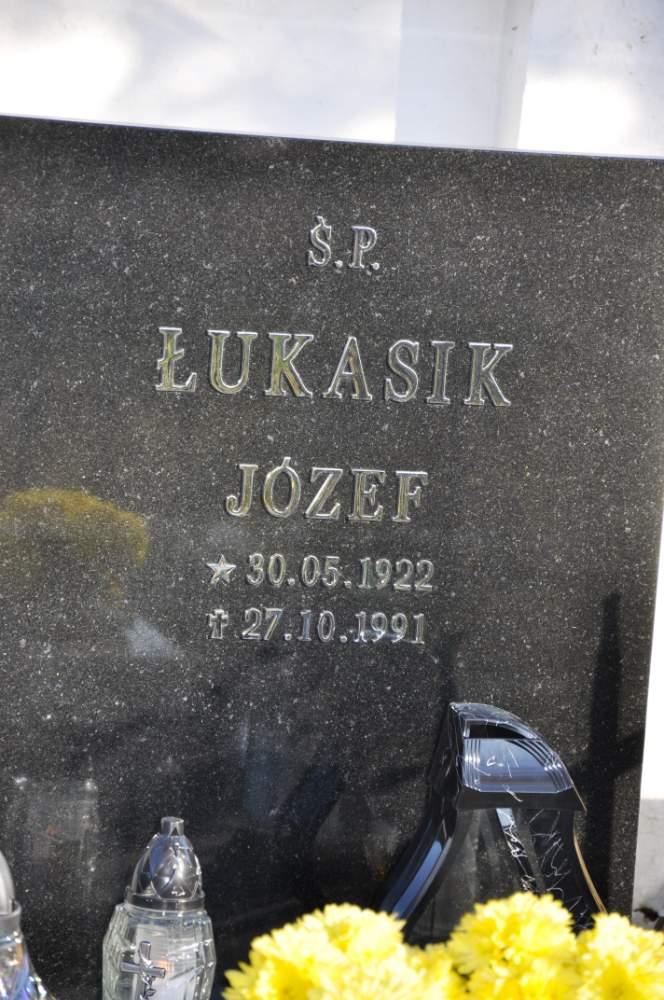 Ś.P.
ŁUKASIK
JÓZEF
★ 30.05.1922
✝ 27.10.1991